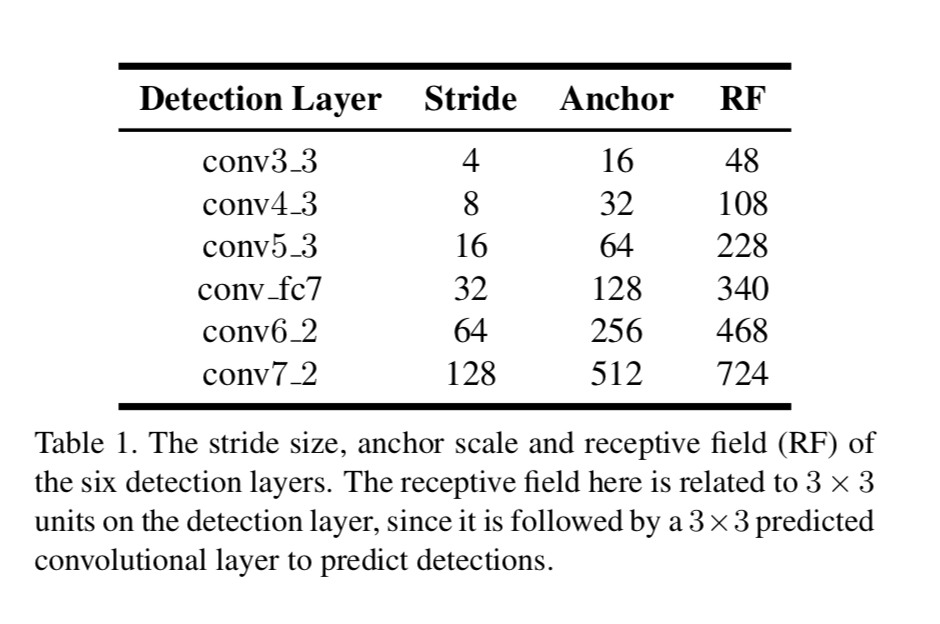 Detection Layer Stride Anchor RF
conv3_3 4 16 48
conv4_3 8 32 108
conv5_3 16 64 228
conv_fc7 32 128 340
conv6_2 64 256 468
conv7_2 128 512 724
Table 1. The stride size, anchor scale and receptive field (RF) of
the six detection layers. The receptive field here is related to 3 × 3
units on the detection layer, since it is followed by a 3×3 predicted
convolutional layer to predict detections.